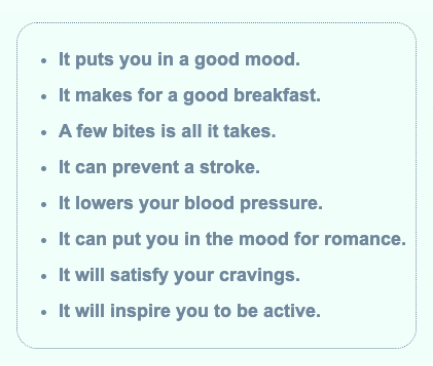 • It puts you in a good mood.
• It makes for a good breakfast.
• A few bites is all it takes.
• It can prevent a stroke.
• It lowers your blood pressure.
• It can put you in the mood for romance.
• It will satisfy your cravings.
• It will inspire you to be active.